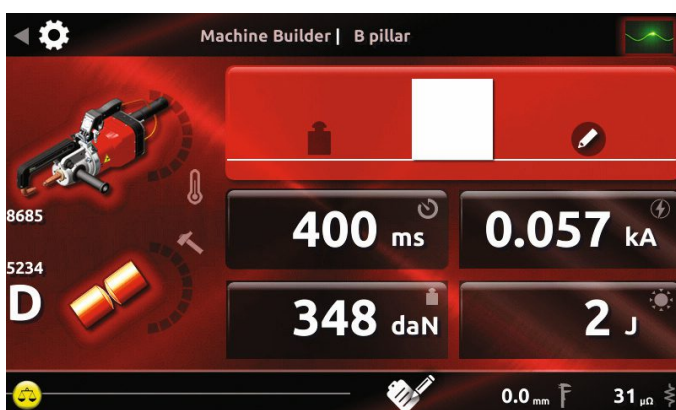 Machine Builder | B pillar
8685
400 ms
0.057 kA
5234
D
348 daN
2 J
0.0 mm
31 µΩ